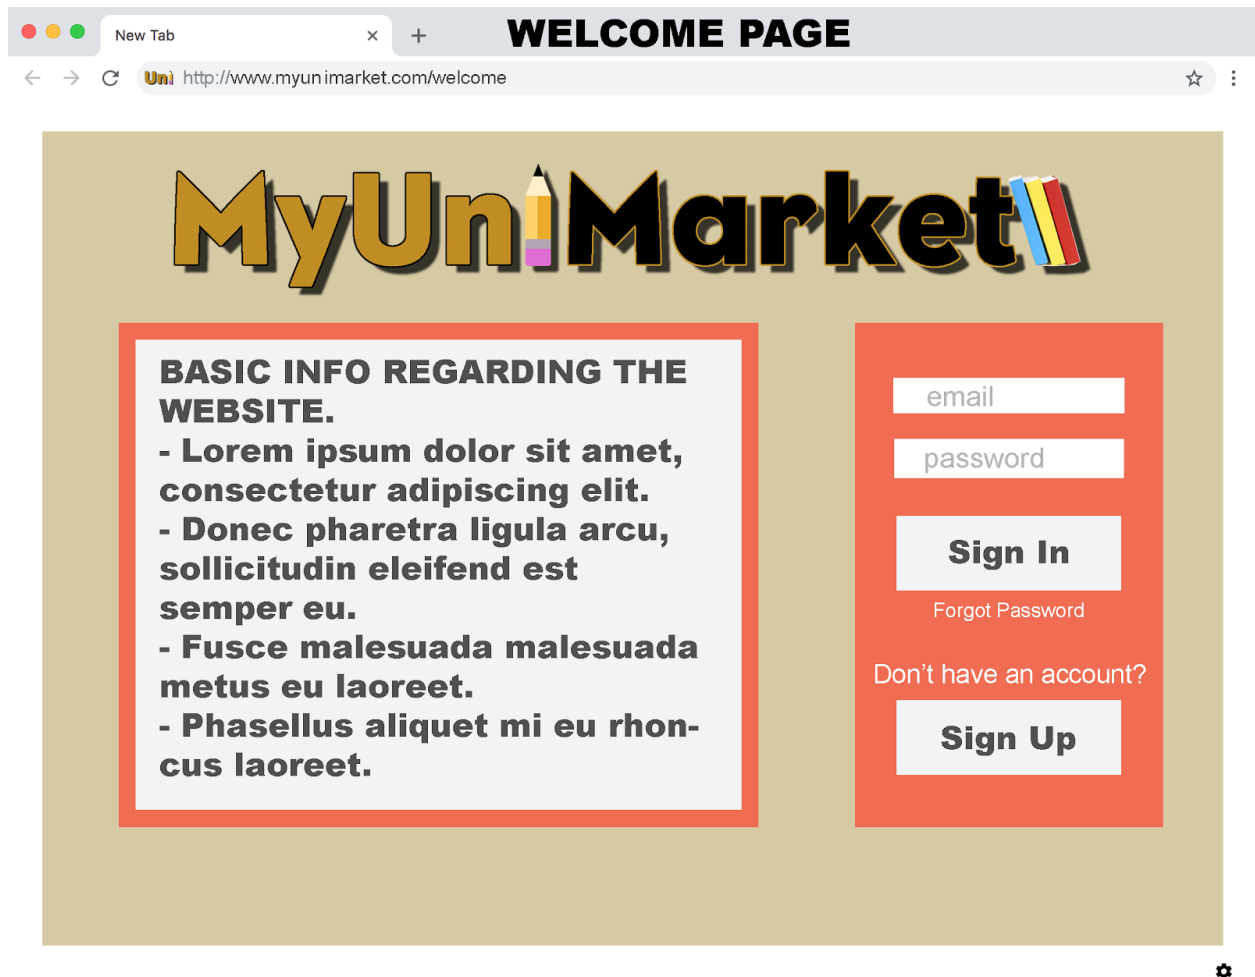 WELCOME PAGE
New Tab
Uni http://www.myunimarket.com/welcome
MyUniMarket
BASIC INFO REGARDING THE
WEBSITE.
- Lorem ipsum dolor sit amet,
consectetur adipiscing elit.
- Donec pharetra ligula arcu,
sollicitudin eleifend est
semper eu.
- Fusce malesuada malesuada
metus eu laoreet.
- Phasellus aliquet mi eu rhon-
cus laoreet.
email
password
Sign In
Forgot Password
Don’t have an account?
Sign Up